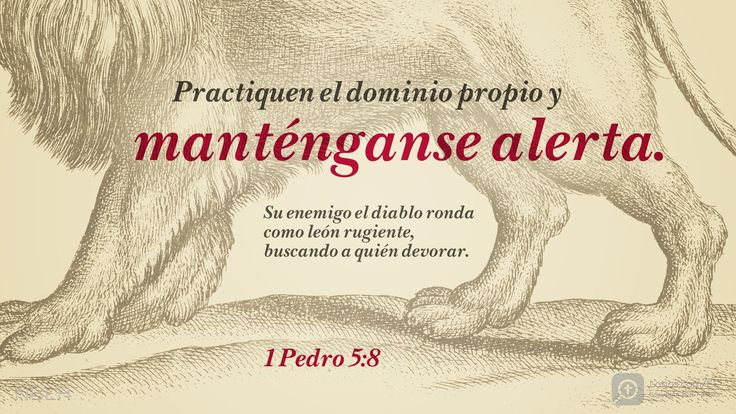 Practiquen el dominio propio y
manténganse alerta.
Su enemigo el diablo ronda
como león rugiente,
buscando a quién devorar.
1 Pedro 5:8